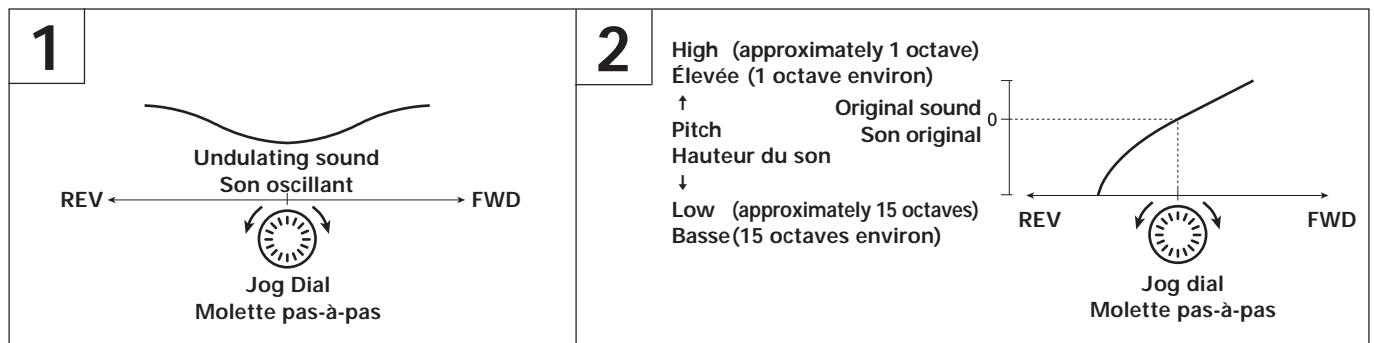 1
Undulating sound
Son oscillant
REV
FWD
Jog Dial
Molette pas-à-pas
2
High (approximately 1 octave)
Élevée (1 octave environ)
↑
Pitch
Hauteur du son
↓
Low (approximately 15 octaves)
Basse (15 octaves environ)
Original sound
Son original
0
REV
FWD
Jog dial
Molette pas-à-pas